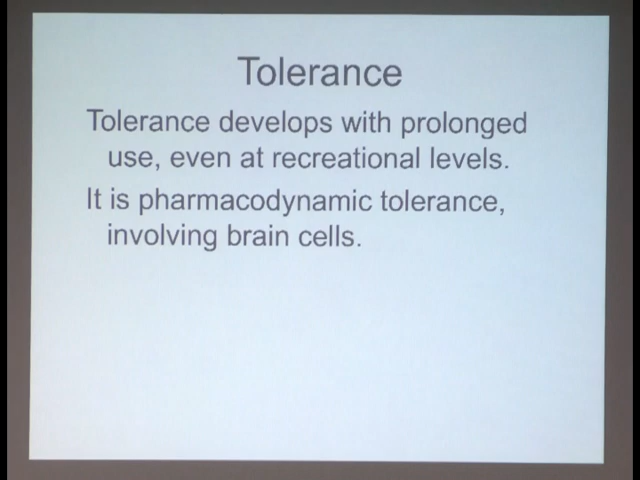 Tolerance
Tolerance develops with prolonged
use, even at recreational levels.
It is pharmacodynamic tolerance,
involving brain cells.